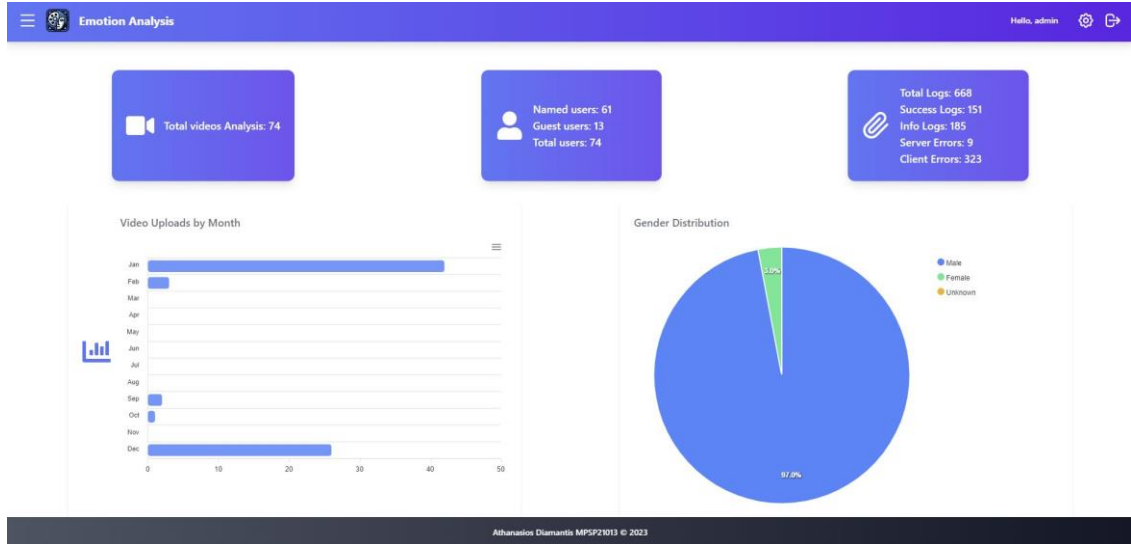 Emotion Analysis
Hello, admin
Total videos Analysis: 74
Named users: 61
Guest users: 13
Total users: 74
Total Logs: 668
Success Logs: 151
Info Logs: 185
Server Errors: 9
Client Errors: 323
Video Uploads by Month
Jan
Feb
Mar
Apr
May
Jun
Jul
Aug
Sep
Oct
Nov
Dec
0 10 20 30 40 50
Gender Distribution
3.0%
97.0%
Male
Female
Unknown
Athanasios Diamantis MPSP21013 © 2023